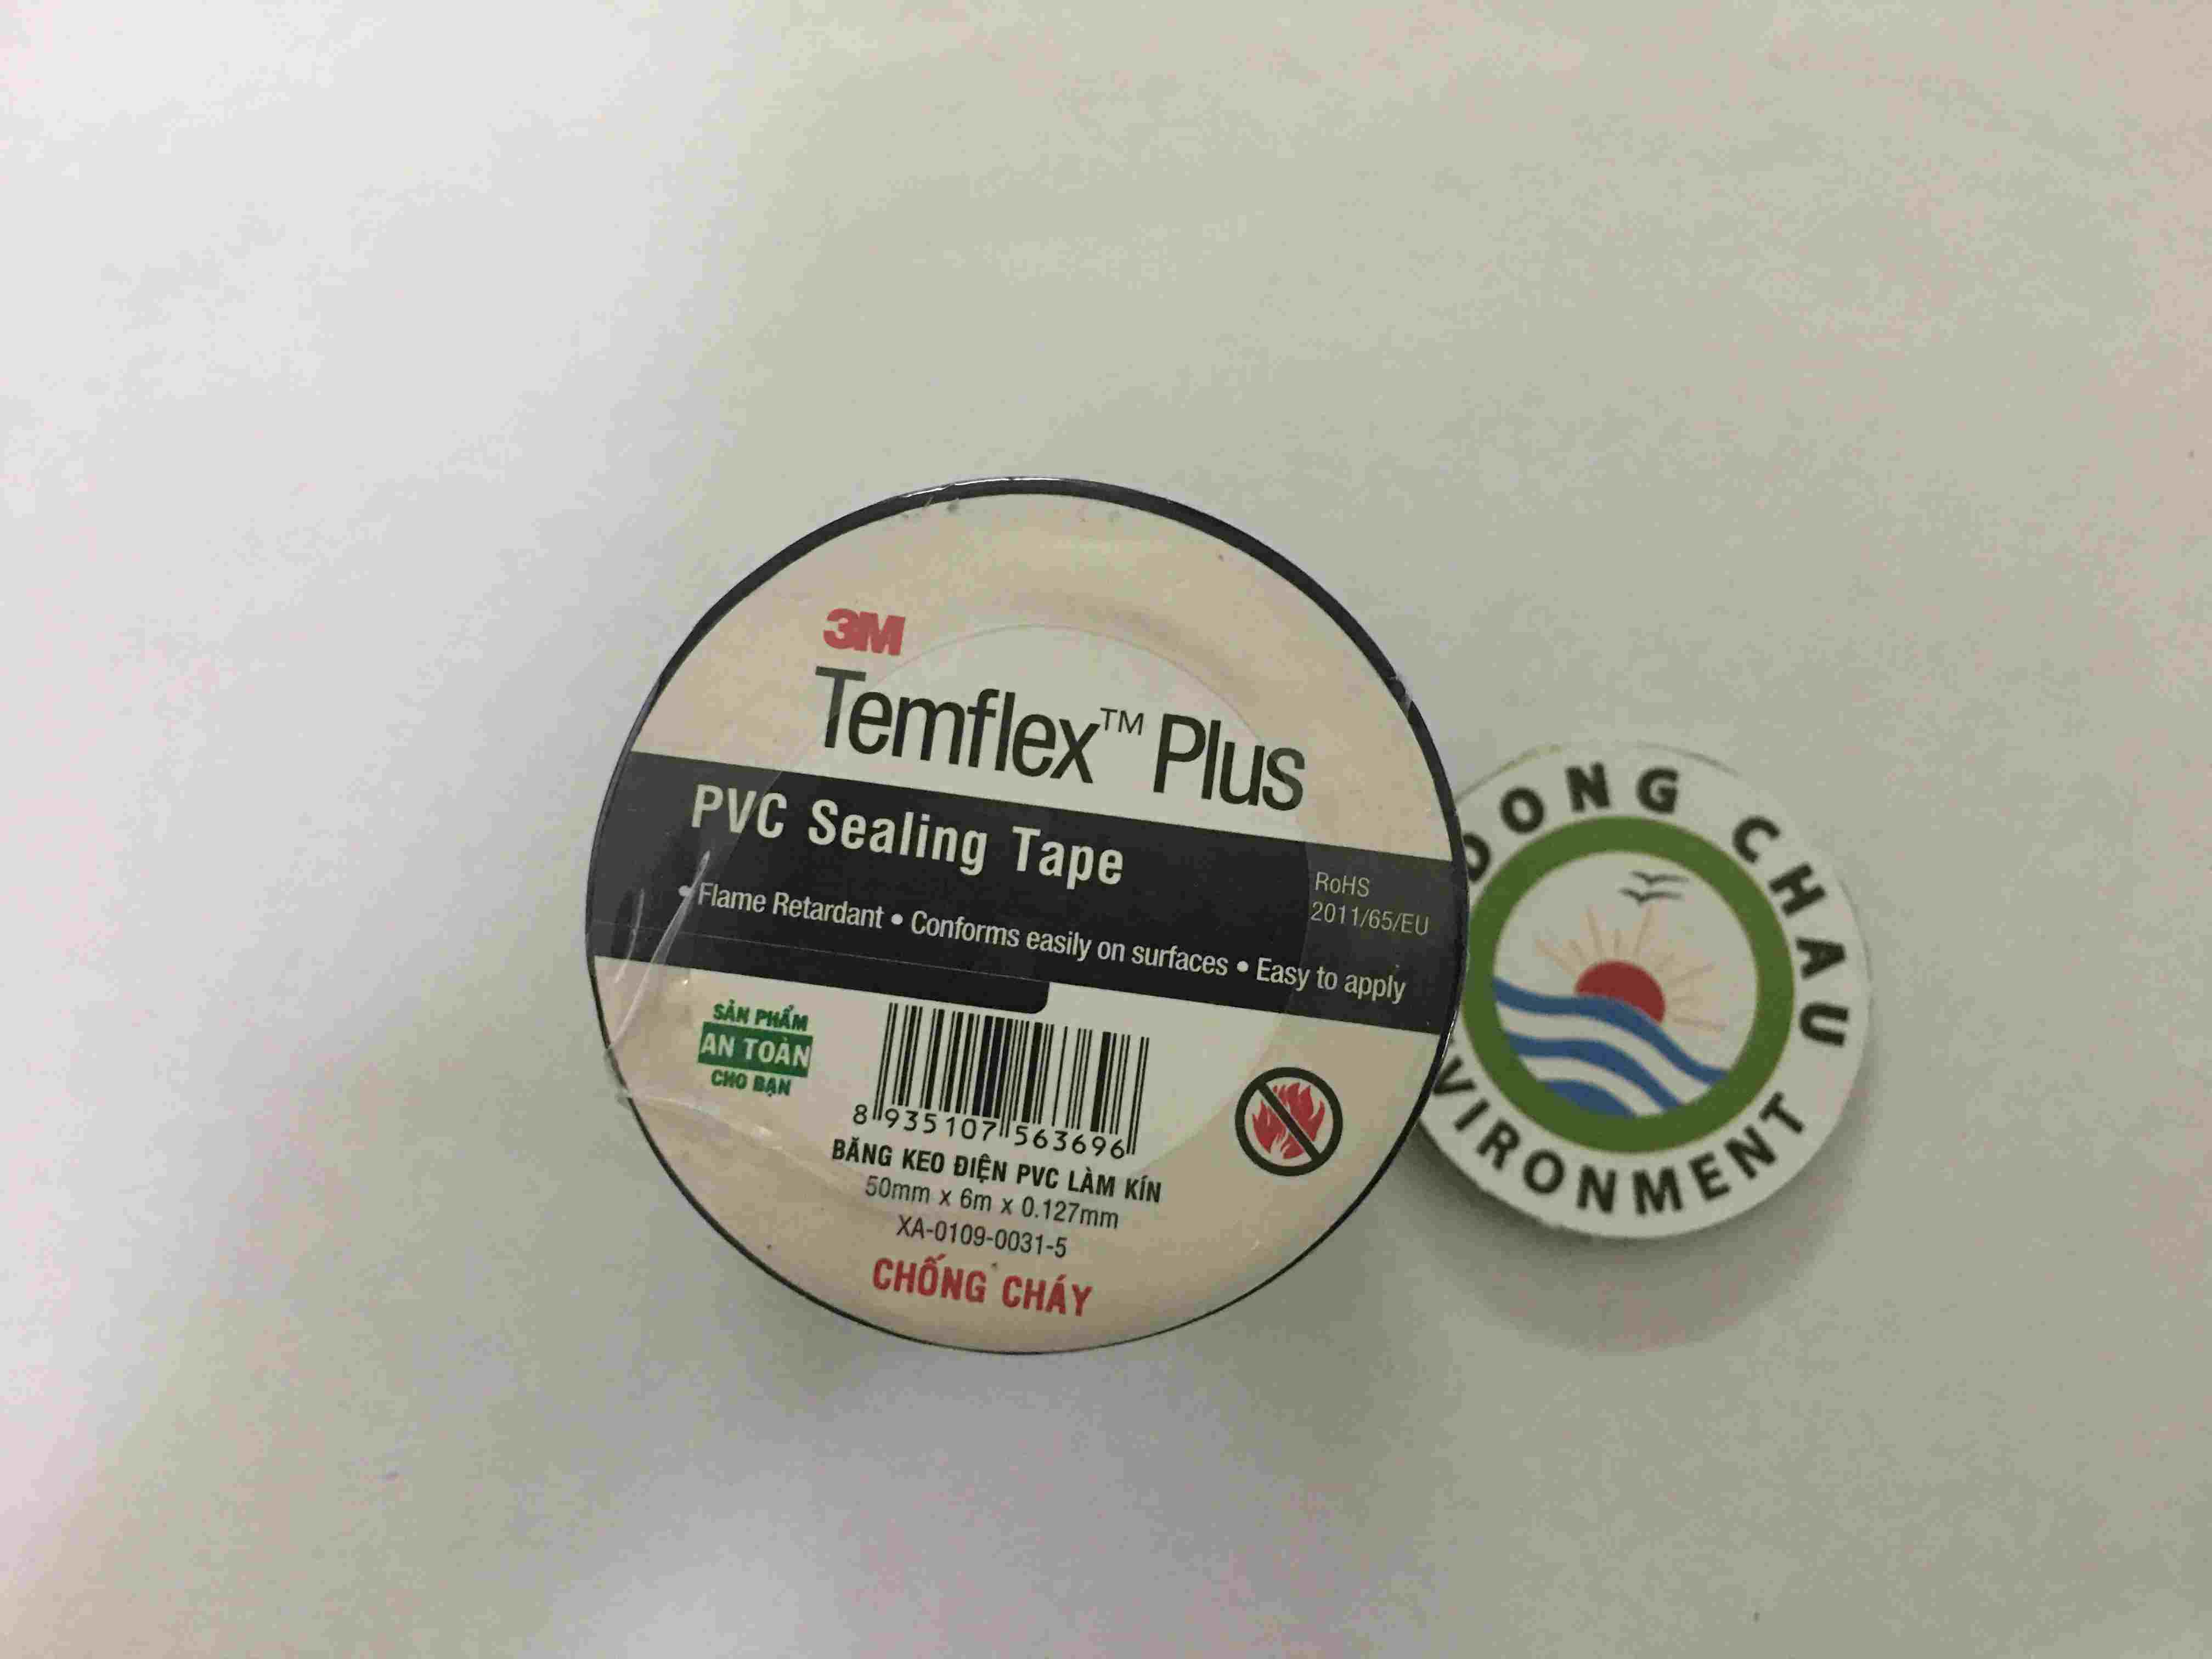 3M
Temflex™ Plus
PVC Sealing Tape
RoHS
2011/65/EU
• Flame Retardant • Conforms easily on surfaces • Easy to apply
SẢN PHẨM
AN TOÀN
CHO BẠN
8 935107 563696
BĂNG KEO ĐIỆN PVC LÀM KÍN
50mm x 6m x 0.127mm
XA-0109-0031-5
CHỐNG CHÁY
DONG CHAU
VIRONMENT